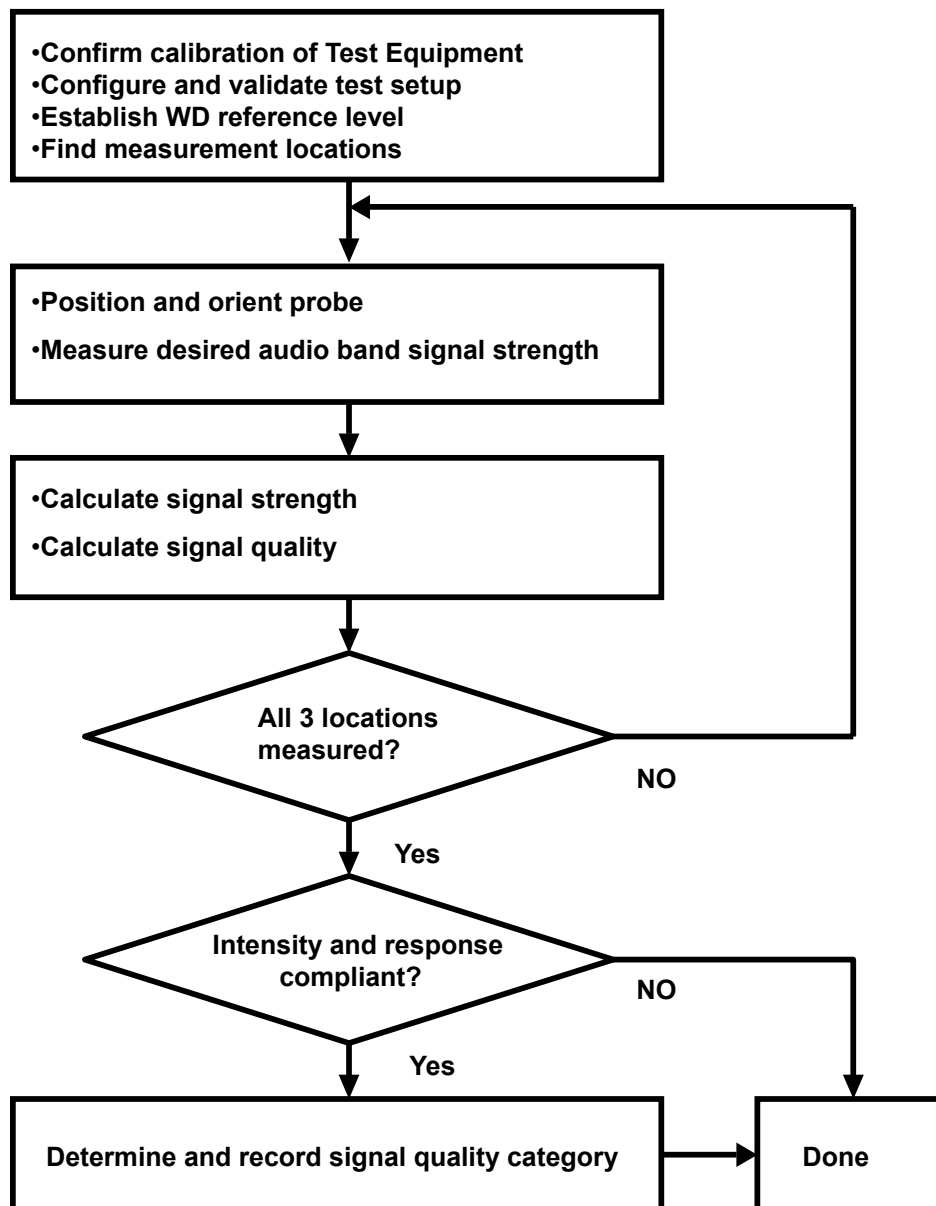 •Confirm calibration of Test Equipment
•Configure and validate test setup
•Establish WD reference level
•Find measurement locations
•Position and orient probe
•Measure desired audio band signal strength
•Calculate signal strength
•Calculate signal quality
All 3 locations
measured?
NO
Yes
Intensity and response
compliant?
NO
Yes
Determine and record signal quality category
Done